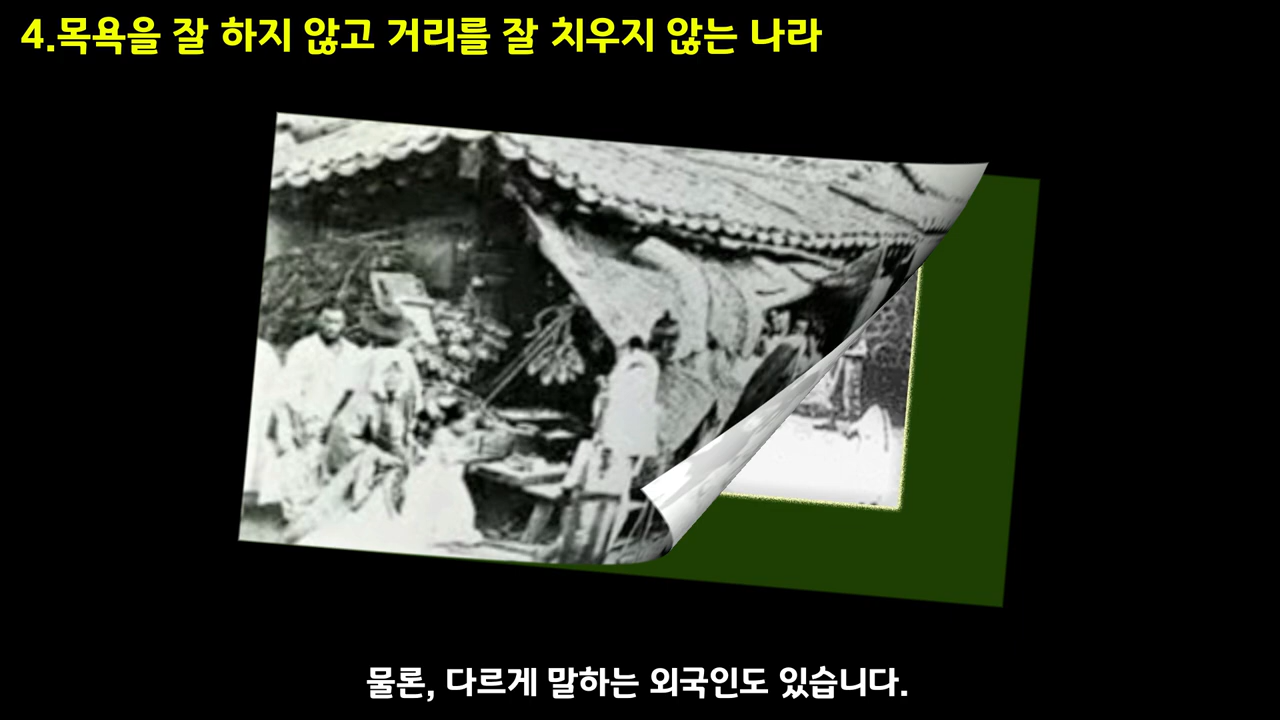 4.목욕을 잘 하지 않고 거리를 잘 치우지 않는 나라
물론, 다르게 말하는 외국인도 있습니다.